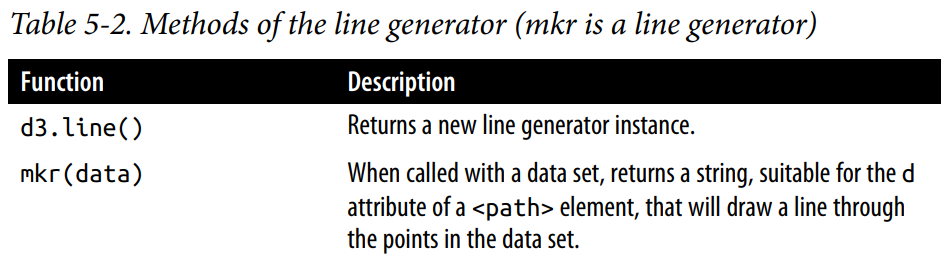 Table 5-2. Methods of the line generator (mkr is a line generator)
Function Description
d3.line() Returns a new line generator instance.
mkr(data) When called with a data set, returns a string, suitable for the d
attribute of a <path> element, that will draw a line through
the points in the data set.